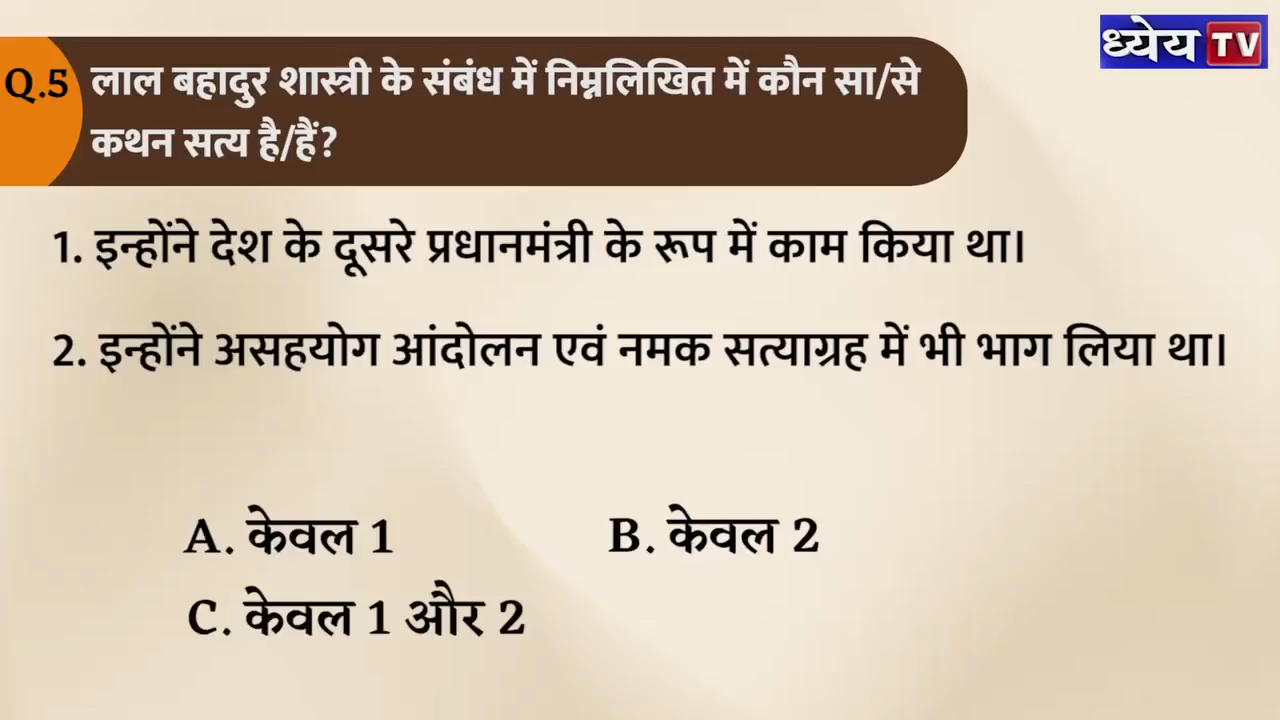 ध्येय TV
Q.5 लाल बहादुर शास्त्री के संबंध में निम्नलिखित में कौन सा/से
कथन सत्य है/हैं?
1. इन्होंने देश के दूसरे प्रधानमंत्री के रूप में काम किया था।
2. इन्होंने असहयोग आंदोलन एवं नमक सत्याग्रह में भी भाग लिया था।
A. केवल 1 B. केवल 2
C. केवल 1 और 2